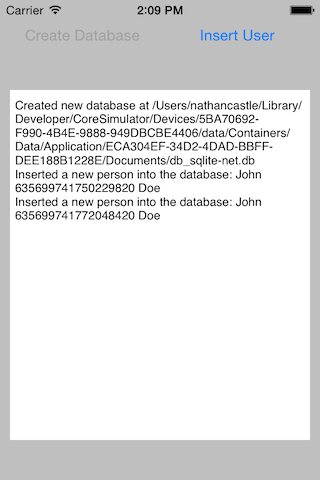 Carrier 2:09 PM
Create Database Insert User
Created new database at /Users/nathancastle/Library/
Developer/CoreSimulator/Devices/5BA70692-
F990-4B4E-9888-949DBCBE4406/data/Containers/
Data/Application/ECA304EF-34D2-4DAD-BBFF-
DEE188B1228E/Documents/db_sqlite-net.db
Inserted a new person into the database: John
635699741750229820 Doe
Inserted a new person into the database: John
635699741772048420 Doe